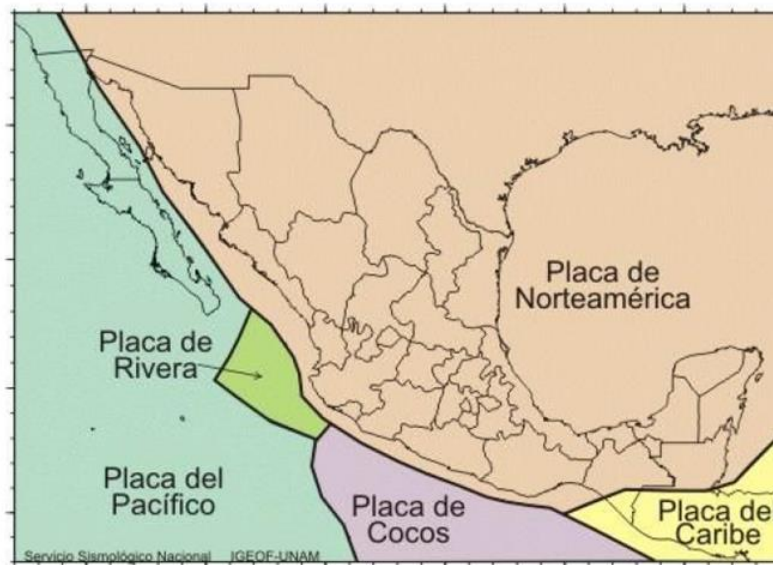 Placa de
Norteamérica
Placa de
Rivera
Placa del
Pacífico
Placa de
Cocos
Placa de
Caribe
Servicio Sismológico Nacional IGEOF-UNAM